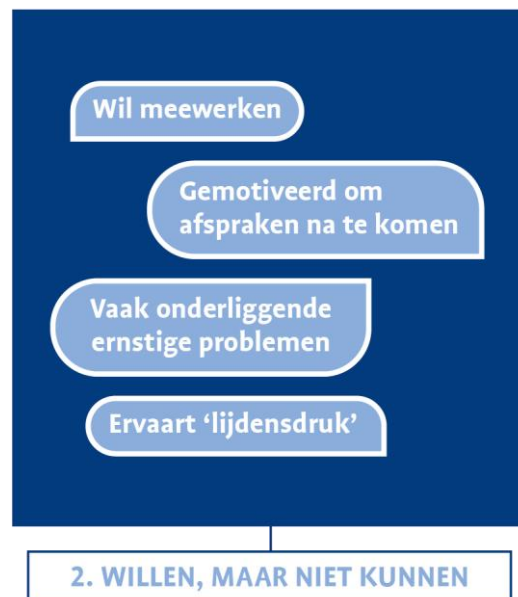 Wil meewerken
Gemotiveerd om
afspraken na te komen
Vaak onderliggende
ernstige problemen
Ervaart ‘lijdensdruk’
2. WILLEN, MAAR NIET KUNNEN